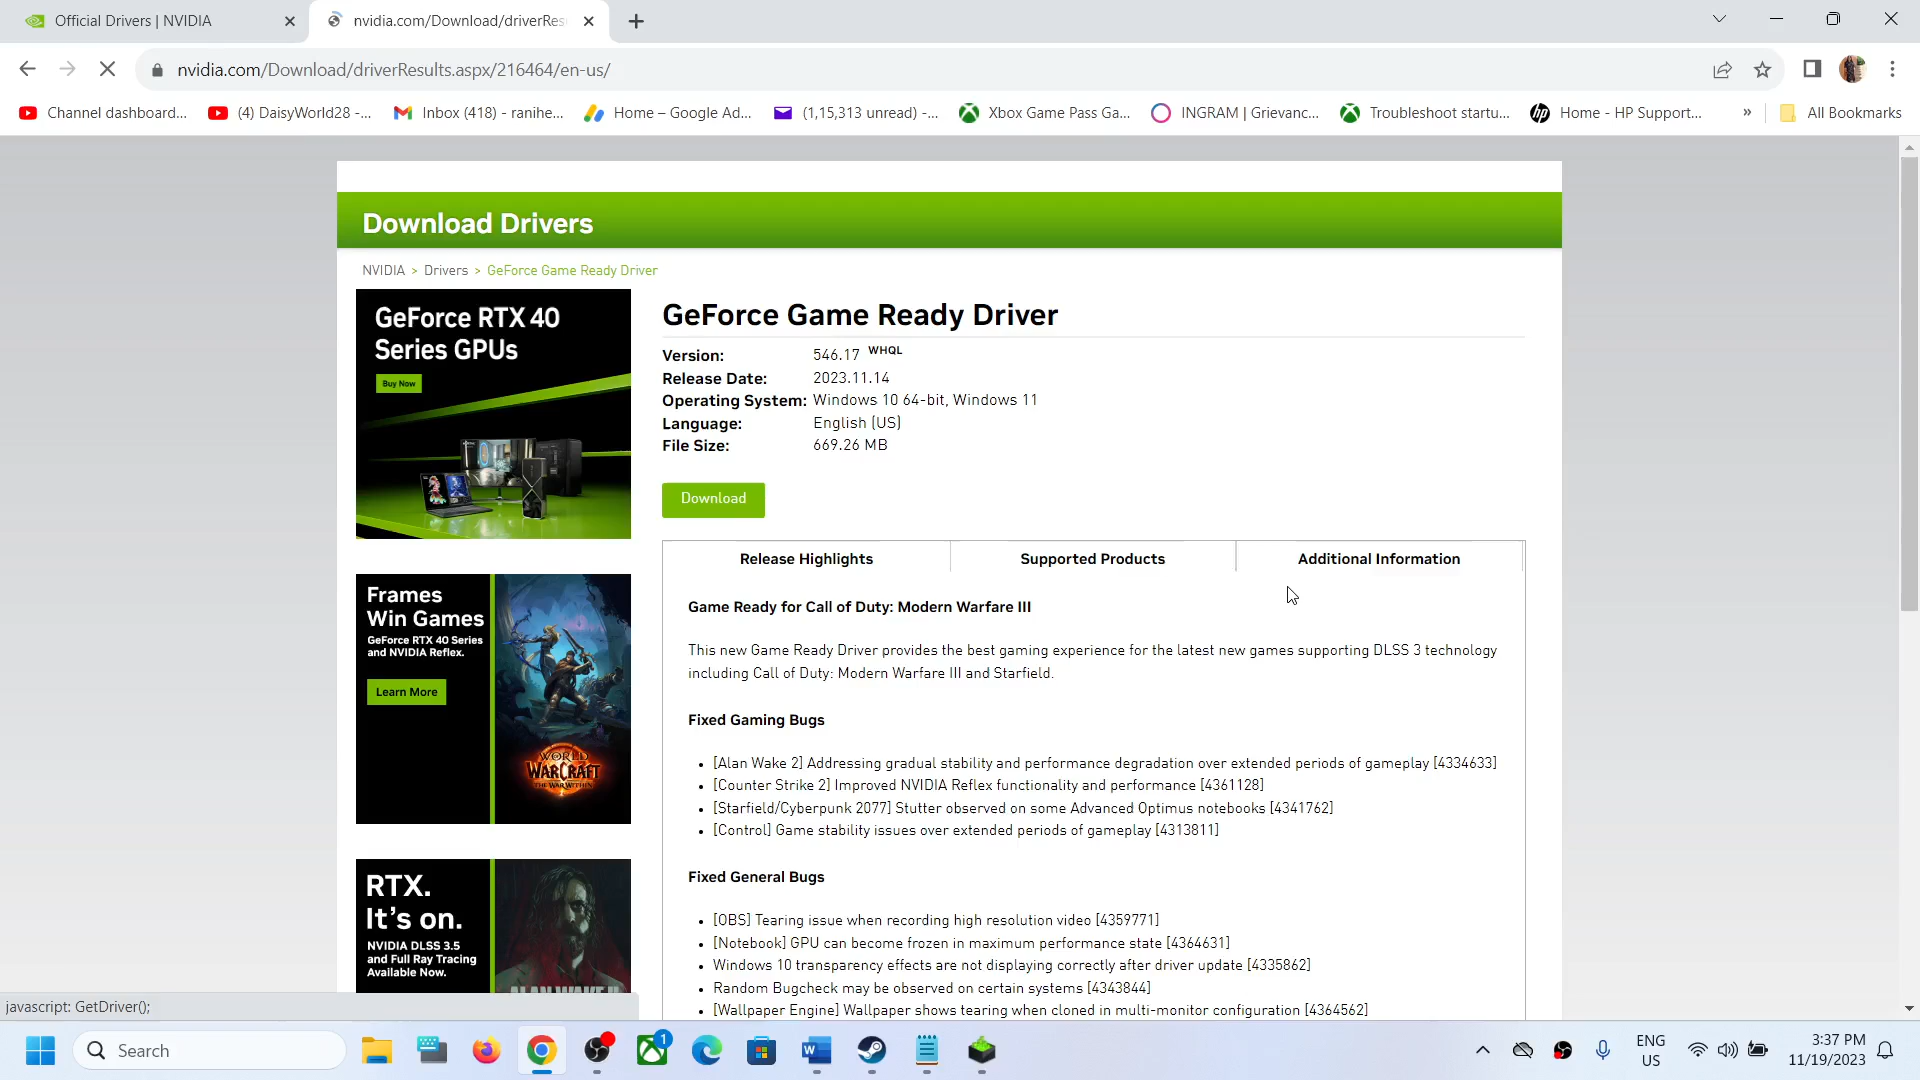 Official Drivers | NVIDIA
nvidia.com/Download/driverRes
nvidia.com/Download/driverResults.aspx/216464/en-us/
Channel dashboard...
(4) DaisyWorld28 -...
Inbox (418) - ranihe...
Home – Google Ad...
(1,15,313 unread) -...
Xbox Game Pass Ga...
INGRAM | Grievanc...
Troubleshoot startu...
Home - HP Support...
»
All Bookmarks
Download Drivers
NVIDIA > Drivers > GeForce Game Ready Driver
GeForce RTX 40
Series GPUs
Buy Now
GeForce Game Ready Driver
Version: 546.17 WHQL
Release Date: 2023.11.14
Operating System: Windows 10 64-bit, Windows 11
Language: English (US)
File Size: 669.26 MB
Download
Release Highlights
Supported Products
Additional Information
Frames
Win Games
GeForce RTX 40 Series
and NVIDIA Reflex.
Learn More
WORLD
WARCRAFT
THE WAR WITHIN
Game Ready for Call of Duty: Modern Warfare III
This new Game Ready Driver provides the best gaming experience for the latest new games supporting DLSS 3 technology
including Call of Duty: Modern Warfare III and Starfield.
Fixed Gaming Bugs
• [Alan Wake 2] Addressing gradual stability and performance degradation over extended periods of gameplay [4334633]
• [Counter Strike 2] Improved NVIDIA Reflex functionality and performance [4361128]
• [Starfield/Cyberpunk 2077] Stutter observed on some Advanced Optimus notebooks [4341762]
• [Control] Game stability issues over extended periods of gameplay [4313811]
Fixed General Bugs
• [OBS] Tearing issue when recording high resolution video [4359771]
• [Notebook] GPU can become frozen in maximum performance state [4364631]
• Windows 10 transparency effects are not displaying correctly after driver update [4335862]
• Random Bugcheck may be observed on certain systems [4343844]
• [Wallpaper Engine] Wallpaper shows tearing when cloned in multi-monitor configuration [4364562]
RTX.
It's on.
NVIDIA DLSS 3.5
and Full Ray Tracing
Available Now.
ALAN WAKE II
javascript: GetDriver();
Search
1
ENG
US
3:37 PM
11/19/2023